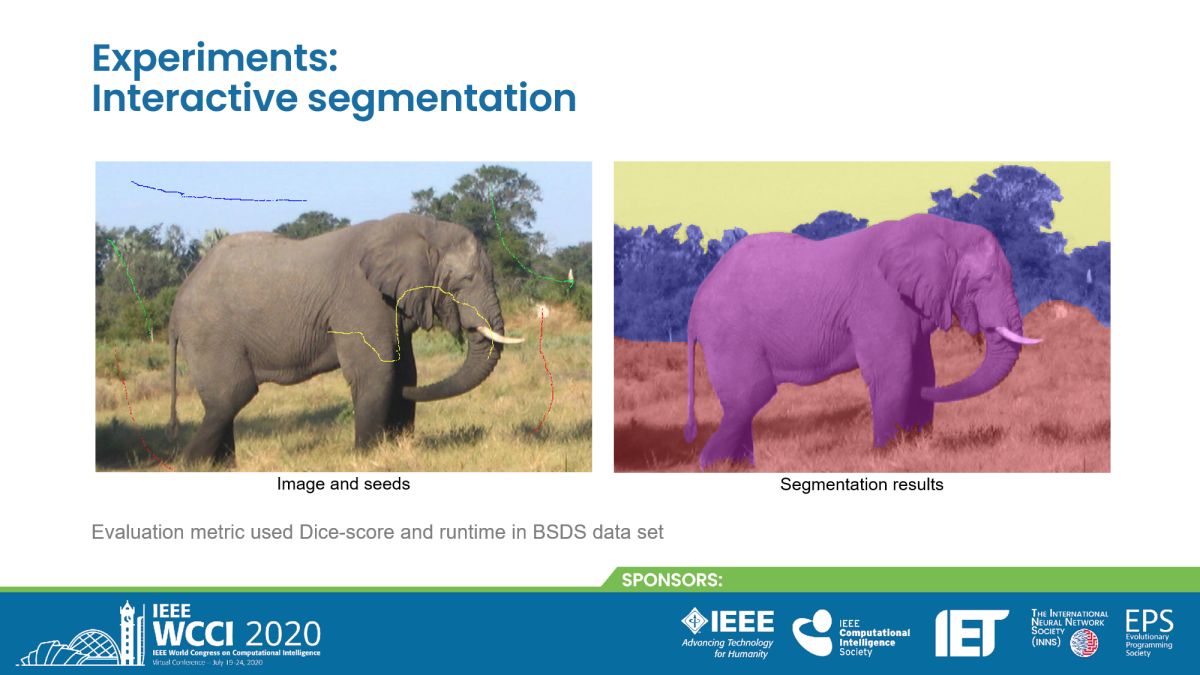 Experiments:
Interactive segmentation
Image and seeds
Segmentation results
Evaluation metric used Dice-score and runtime in BSDS data set
SPONSORS:
IEEE
WCCI 2020
IEEE World Congress on Computational Intelligence
Virtual Conference - July 19-24, 2020
IEEE
Advancing Technology
for Humanity
IEEE
Computational
Intelligence
Society
IET
THE INTERNATIONAL
NEURAL NETWORK
SOCIETY
(INNS)
EPS
Evolutionary
Programming
Society